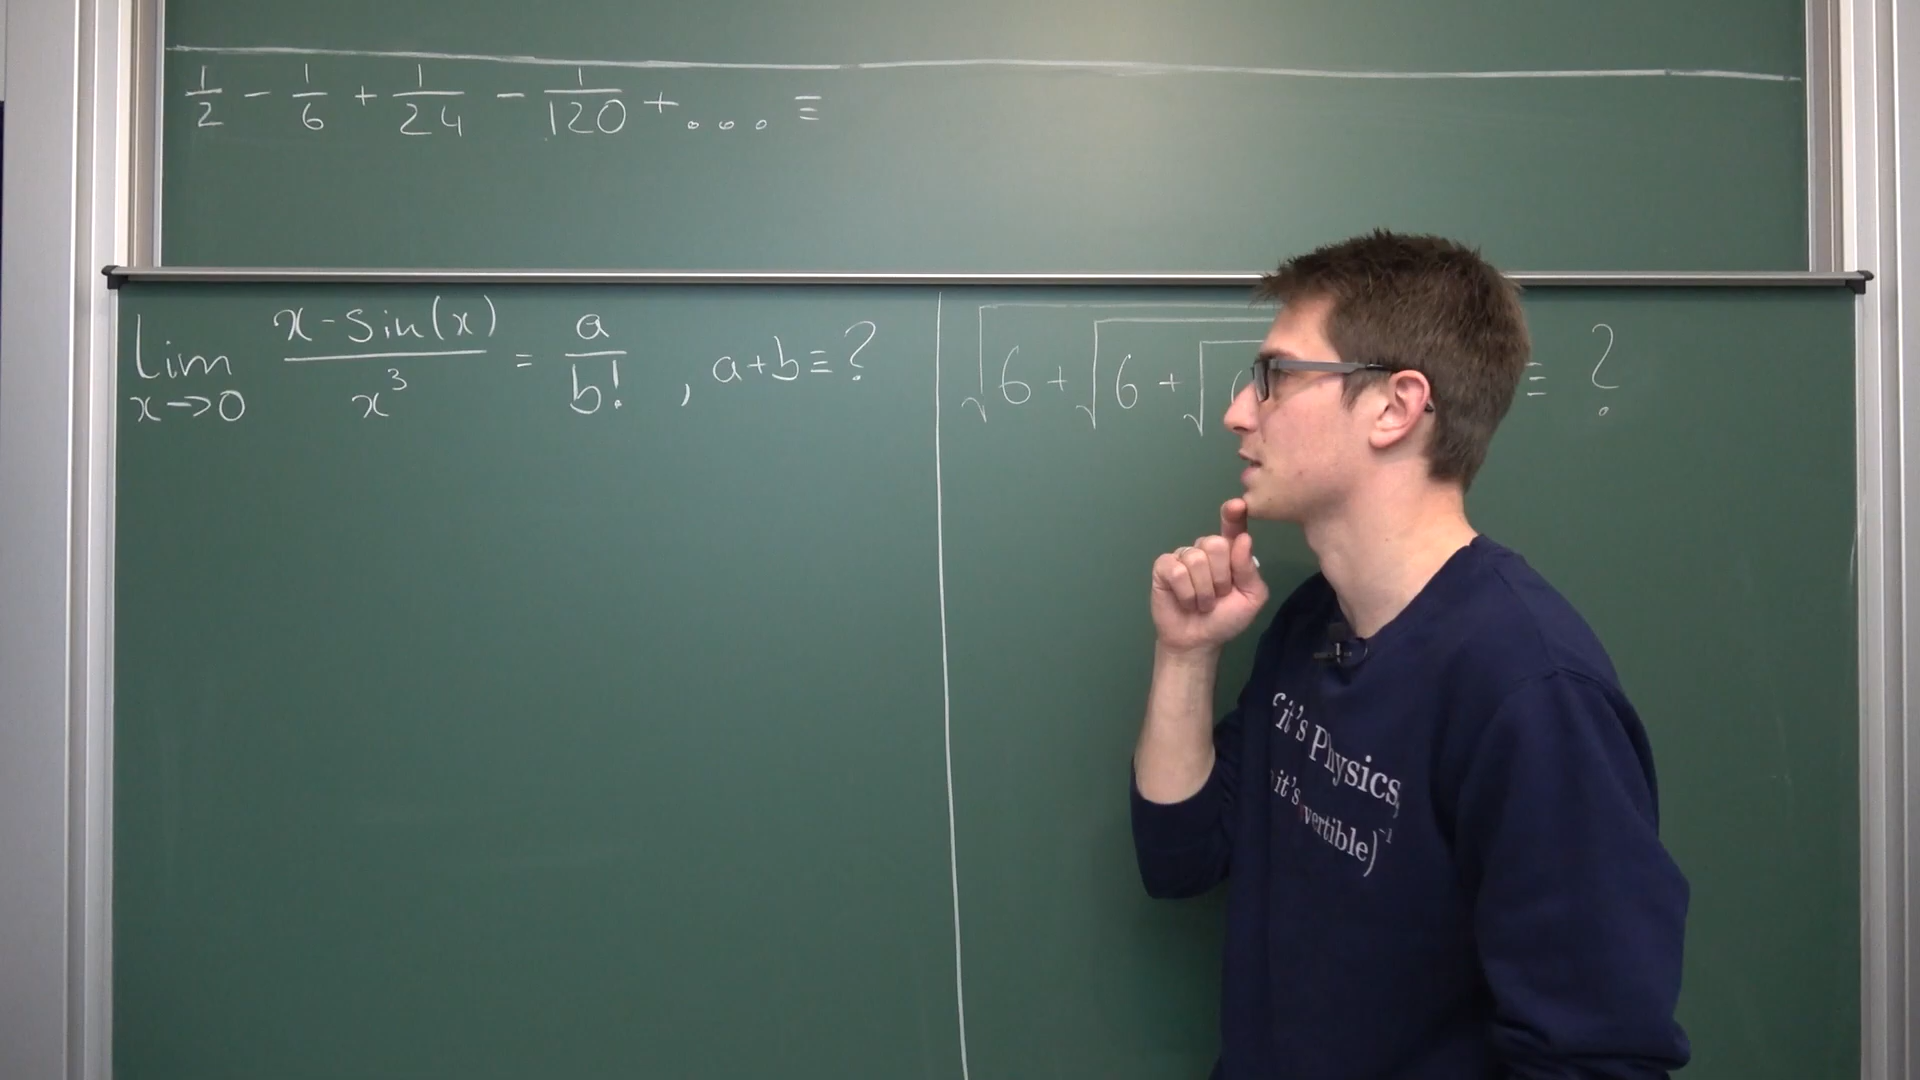 1/2 - 1/6 + 1/24 - 1/120 + ... ≡
lim x→0 (x - sin(x))/x³ = a/b! , a+b ≡ ?
√6 + √6 + √ ≡ ?
it's Physics,
it's
vertible)⁻¹